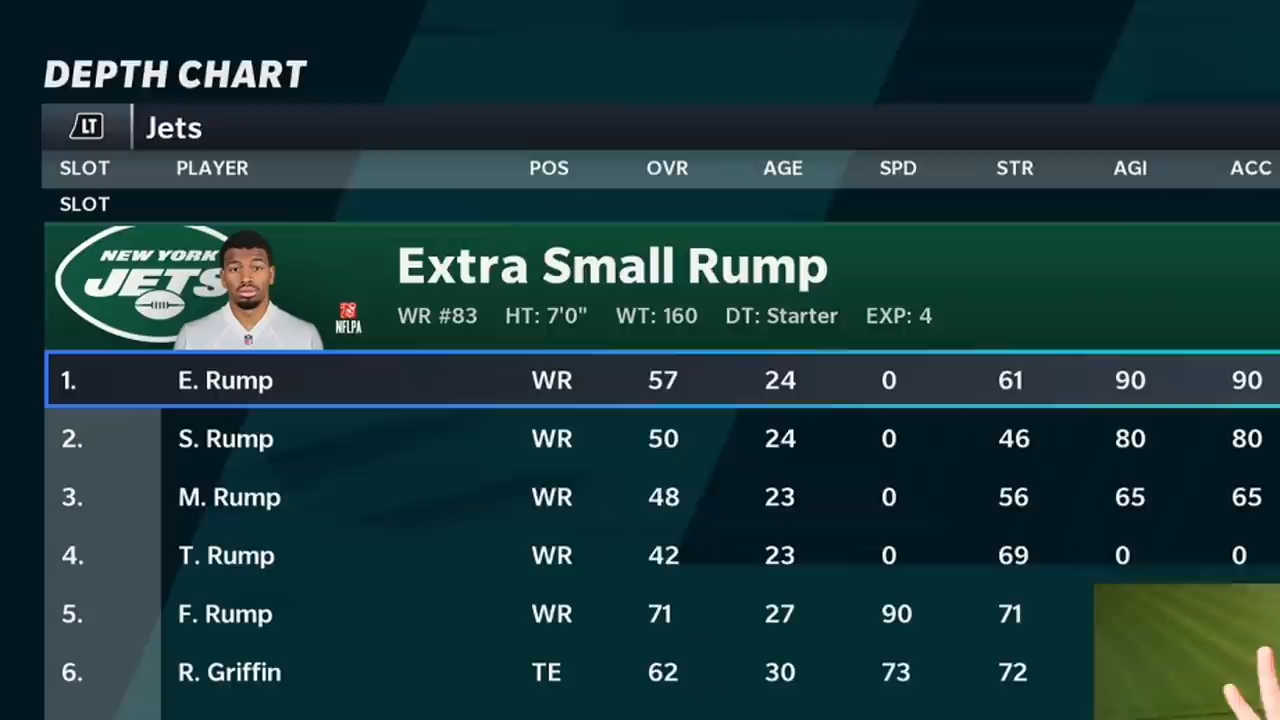 DEPTH CHART
LT Jets
SLOT PLAYER POS OVR AGE SPD STR AGI ACC
SLOT
NEW YORK
JETS
Extra Small Rump
NFLPA
WR #83 HT: 7'0" WT: 160 DT: Starter EXP: 4
1. E. Rump WR 57 24 0 61 90 90
2. S. Rump WR 50 24 0 46 80 80
3. M. Rump WR 48 23 0 56 65 65
4. T. Rump WR 42 23 0 69 0 0
5. F. Rump WR 71 27 90 71
6. R. Griffin TE 62 30 73 72